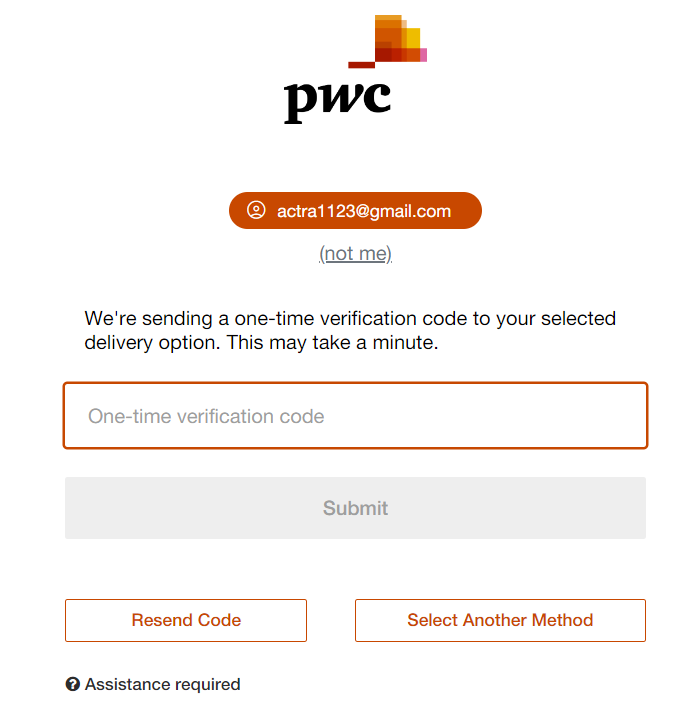 pwc
actra1123@gmail.com
(not me)
We're sending a one-time verification code to your selected
delivery option. This may take a minute.
One-time verification code
Submit
Resend Code
Select Another Method
? Assistance required